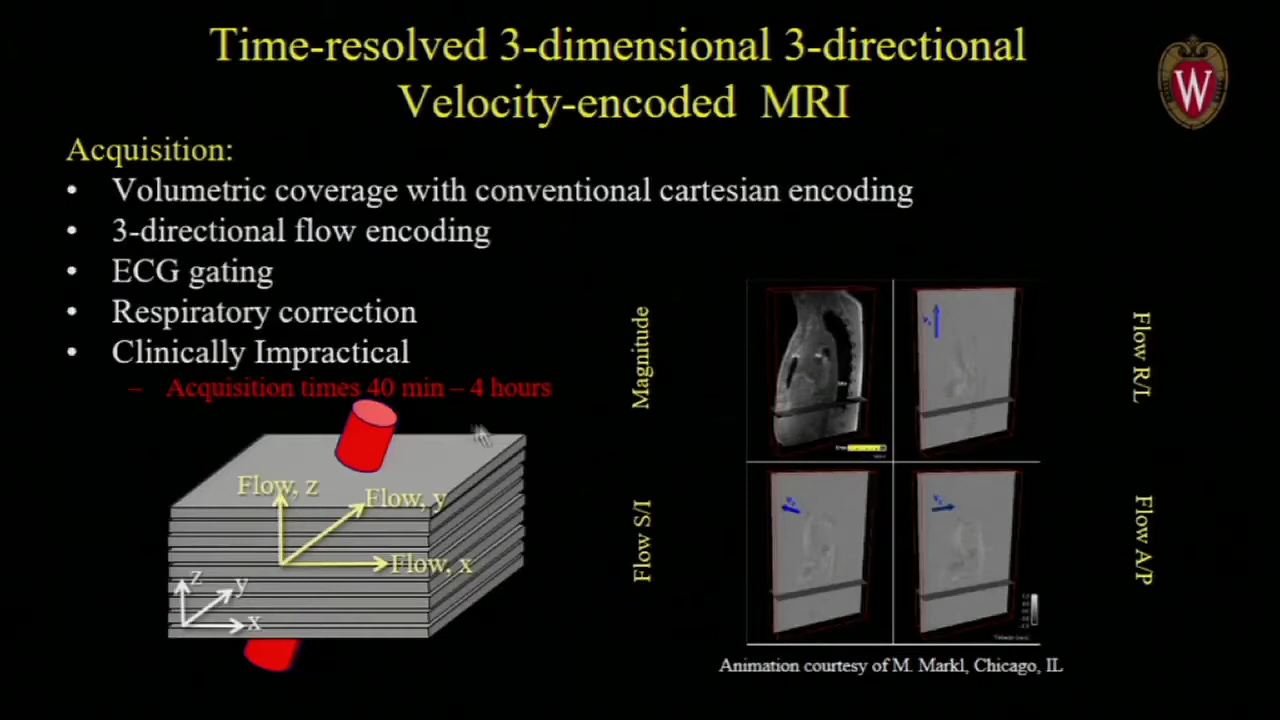 Time-resolved 3-dimensional 3-directional
Velocity-encoded MRI
W
Acquisition:
• Volumetric coverage with conventional cartesian encoding
• 3-directional flow encoding
• ECG gating
• Respiratory correction
• Clinically Impractical
– Acquisition times 40 min – 4 hours
Flow, z
Flow, y
Flow, x
z
y
x
Magnitude
Flow R/L
Flow S/I
Flow A/P
Animation courtesy of M. Markl, Chicago, IL